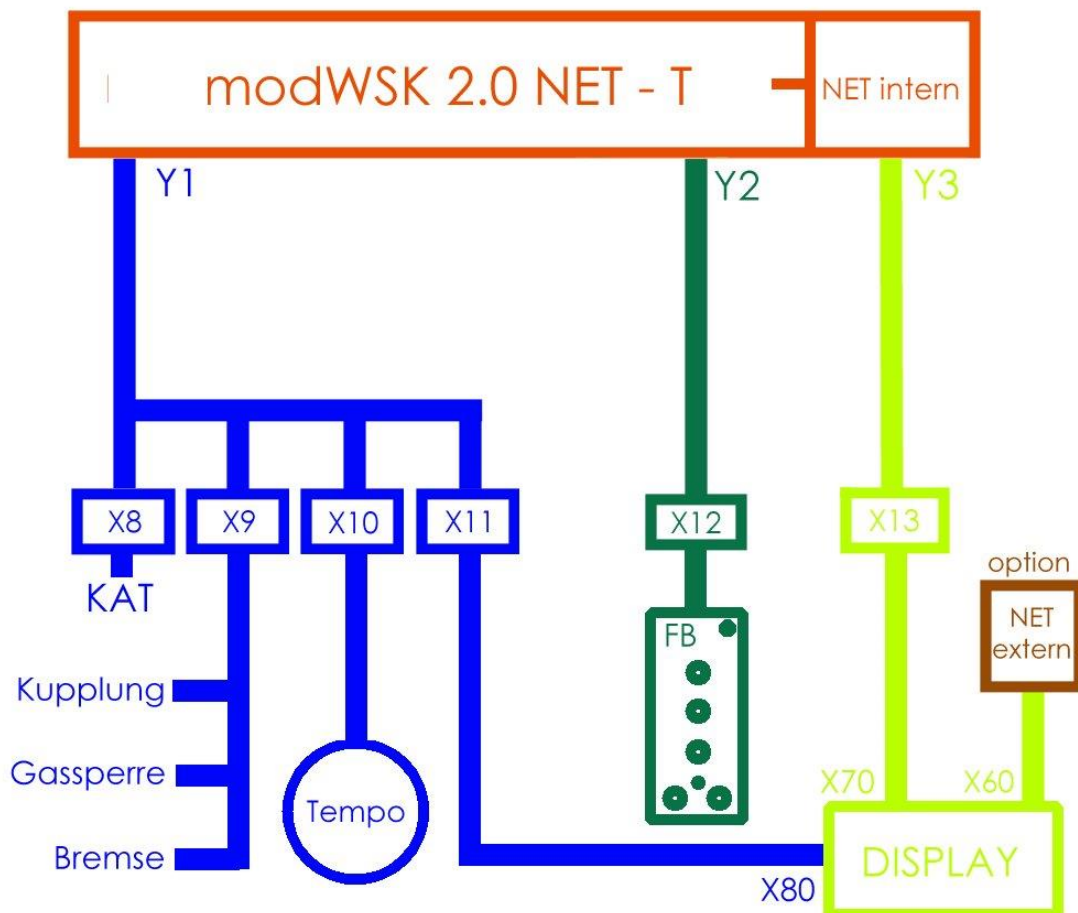 modWSK 2.0 NET - T
NET intern
Y1
Y2
Y3
X8
X9
X10
X11
X12
X13
KAT
option
NET
extern
FB
Kupplung
Gassperre
Bremse
Tempo
X70
X60
X80
DISPLAY